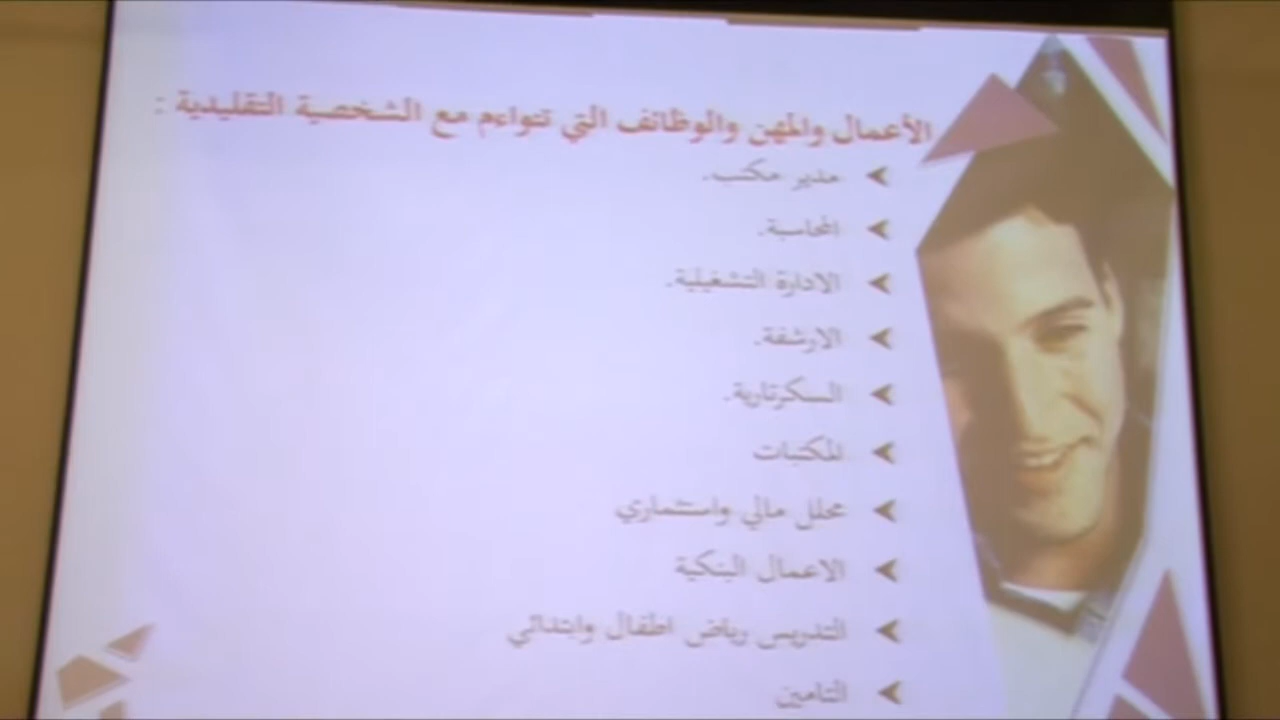 الأعمال والمهن والوظائف التي تتواءم مع الشخصية التقليدية :
مدير مكتب.
المحاسبة.
الادارة التشغيلية.
الارشفة.
السكرتارية.
المكتبات
محلل مالي واستثماري
الاعمال البنكية
التدريس رياض اطفال وابتدائي
التامين